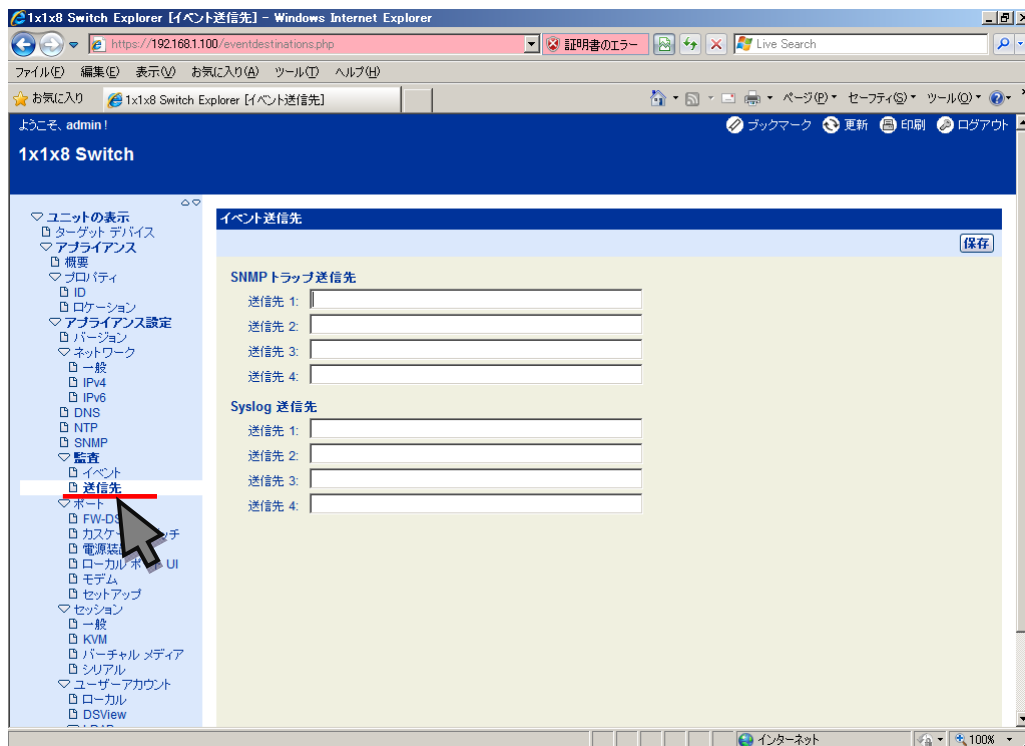 1x1x8 Switch Explorer [イベント送信先] - Windows Internet Explorer
https://192.168.1.100/eventdestinations.php
証明書のエラー
Live Search
ファイル(F) 編集(E) 表示(V) お気に入り(A) ツール(T) ヘルプ(H)
お気に入り
1x1x8 Switch Explorer [イベント送信先]
ページ(P) セーフティ(S) ツール(O)
ようこそ、admin !
ブックマーク 更新 印刷 ログアウト
1x1x8 Switch
ユニットの表示
ターゲット デバイス
アプライアンス
概要
プロパティ
ID
ロケーション
アプライアンス設定
バージョン
ネットワーク
一般
IPv4
IPv6
DNS
NTP
SNMP
監査
イベント
送信先
ポート
FW-DS
カスケー
ッチ
電源装
ローカル ポート UI
モデム
セットアップ
セッション
一般
KVM
バーチャル メディア
シリアル
ユーザーアカウント
ローカル
DSView
イベント送信先
保存
SNMP トラップ送信先
送信先 1:
送信先 2:
送信先 3:
送信先 4:
Syslog 送信先
送信先 1:
送信先 2:
送信先 3:
送信先 4:
インターネット
100%